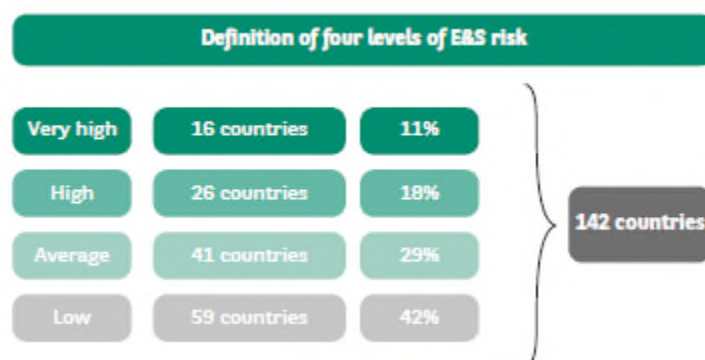 Definition of four levels of E&S risk
Very high 16 countries 11%
High 26 countries 18%
Average 41 countries 29%
Low 59 countries 42%
142 countries